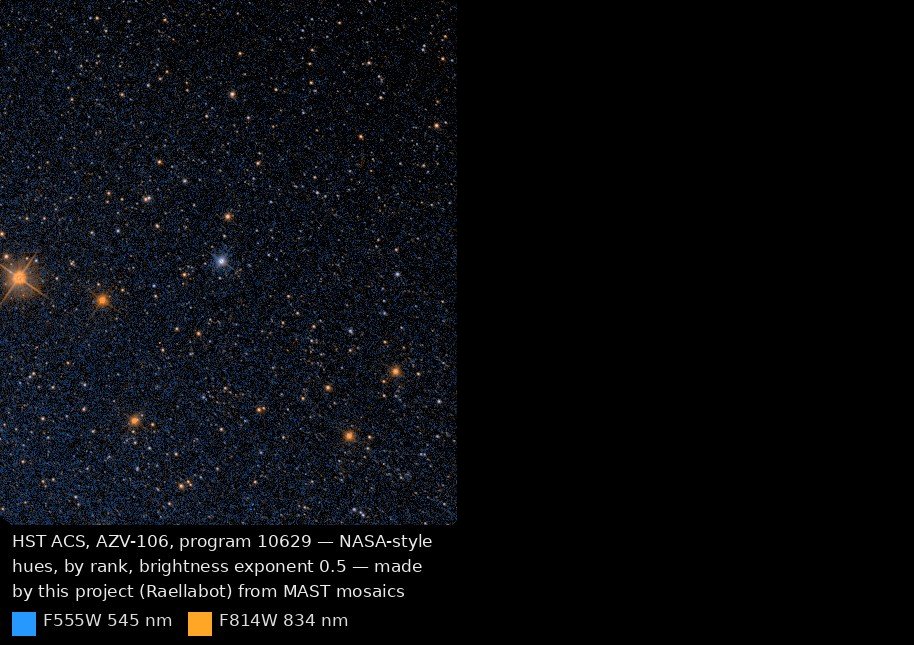 HST ACS, AZV-106, program 10629 — NASA-style
hues, by rank, brightness exponent 0.5 — made
by this project (Raellabot) from MAST mosaics
F555W 545 nm F814W 834 nm